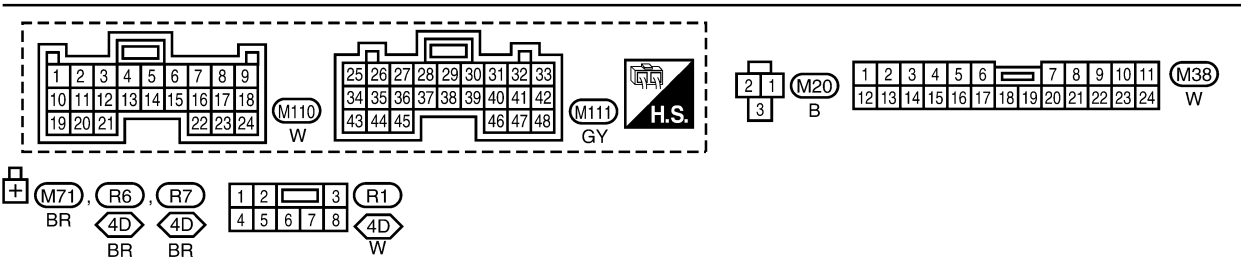 1 2 3 4 5 6 7 8 9
10 11 12 13 14 15 16 17 18
19 20 21 22 23 24
M110
W
25 26 27 28 29 30 31 32 33
34 35 36 37 38 39 40 41 42
43 44 45 46 47 48
M111
GY
H.S.
2 1
3
M20
B
1 2 3 4 5 6 7 8 9 10 11
12 13 14 15 16 17 18 19 20 21 22 23 24
M38
W
+
M71 , R6 , R7
BR 4D 4D
BR BR
1 2 3
4 5 6 7 8
R1
4D
W